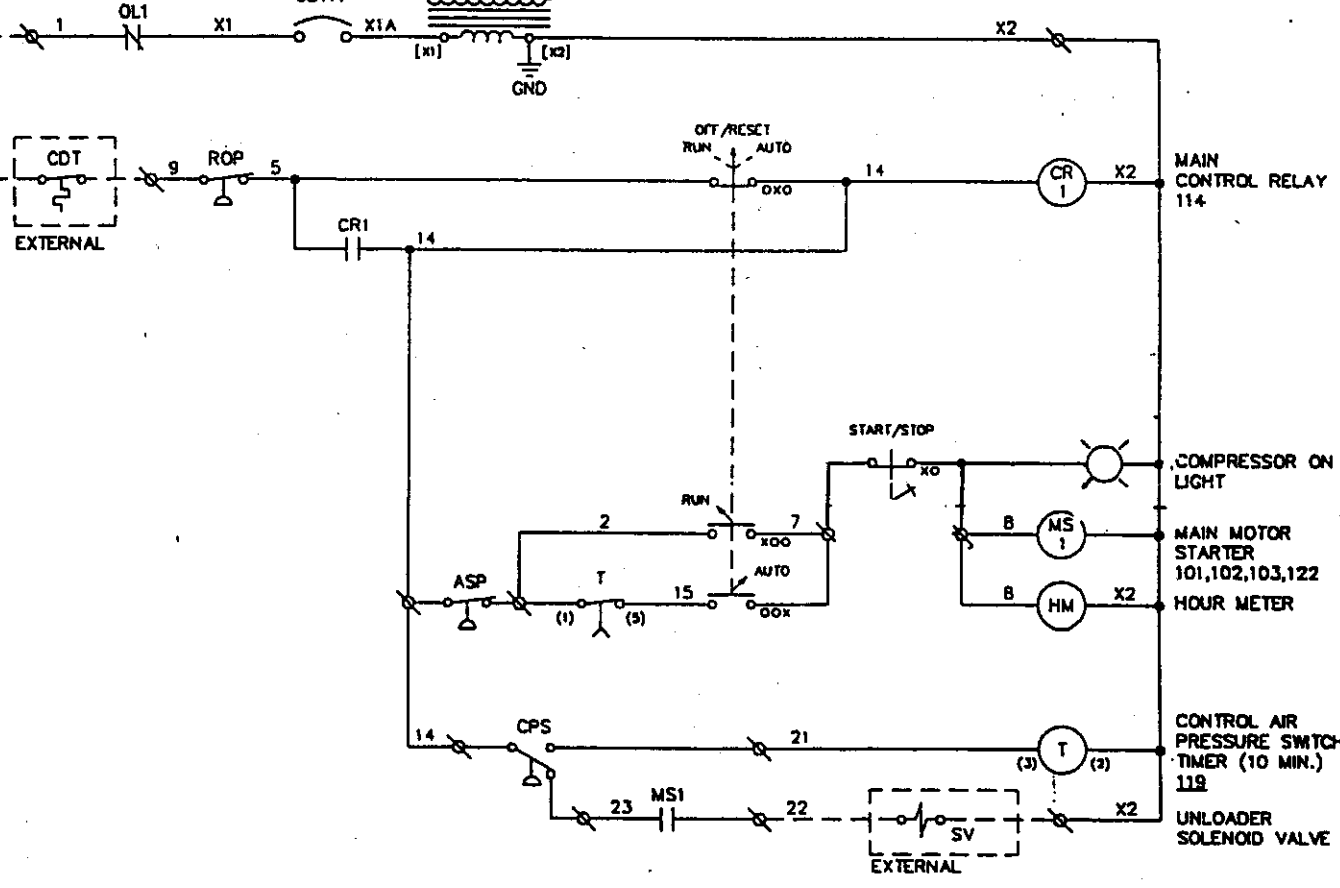 1
OL1
X1
X1A
[X1]
[X2]
GND
X2
CDT
EXTERNAL
9
ROP
5
OFF/RESET
RUN
AUTO
OXO
14
CR
1
X2
MAIN
CONTROL RELAY
114
CR1
14
START/STOP
XO
COMPRESSOR ON
LIGHT
RUN
2
7
XOO
8
MS
1
MAIN MOTOR
STARTER
101,102,103,122
ASP
T
(1)
(5)
15
AUTO
OOX
8
HM
X2
HOUR METER
14
CPS
21
T
(3)
(2)
CONTROL AIR
PRESSURE SWITCH
TIMER (10 MIN.)
119
23
MS1
22
SV
EXTERNAL
X2
UNLOADER
SOLENOID VALVE